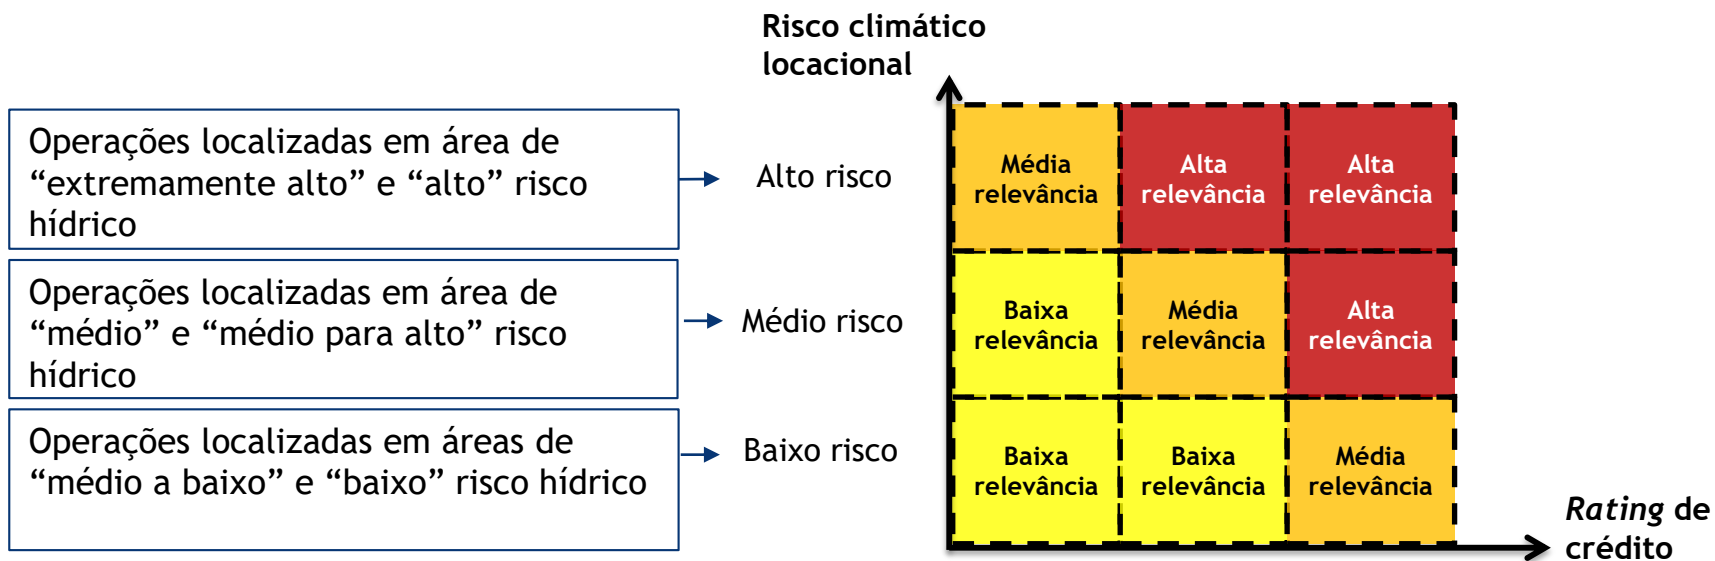 Risco climático
locacional
Operações localizadas em área de
“extremamente alto” e “alto” risco
hídrico
Alto risco
Média
relevância
Alta
relevância
Alta
relevância
Operações localizadas em área de
“médio” e “médio para alto” risco
hídrico
Médio risco
Baixa
relevância
Média
relevância
Alta
relevância
Operações localizadas em áreas de
“médio a baixo” e “baixo” risco hídrico
Baixo risco
Baixa
relevância
Baixa
relevância
Média
relevância
Rating de
crédito